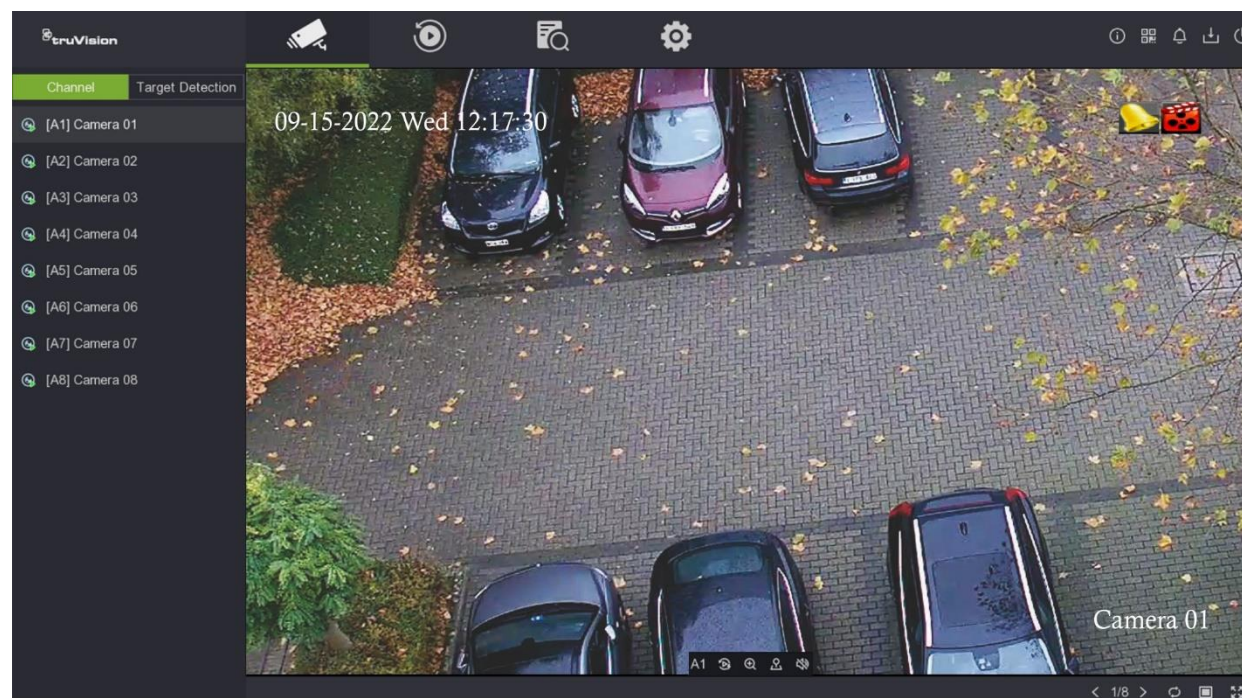 truVision
Channel
Target Detection
09-15-2022 Wed 12:17:30
[A1] Camera 01
[A2] Camera 02
[A3] Camera 03
[A4] Camera 04
[A5] Camera 05
[A6] Camera 06
[A7] Camera 07
[A8] Camera 08
Camera 01
A1
1/8